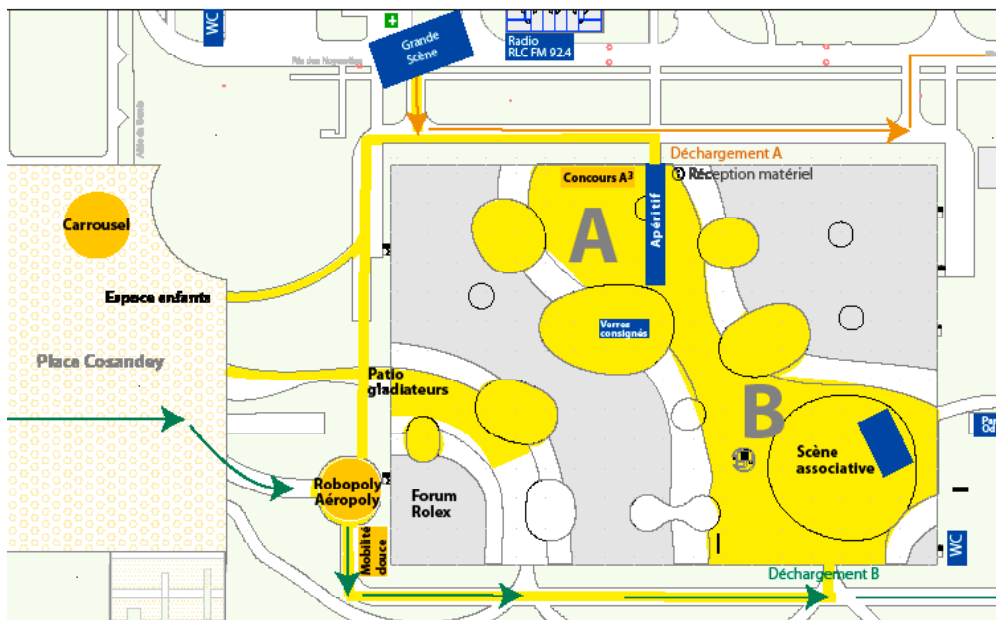 WC
Grande
Scène
Radio
RLC FM 92.4
Déchargement A
Réception matériel
Concours A³
A
Apéritif
Carrousel
Espace enfants
Verres
consignés
Place Cosandey
Patio
gladiateurs
B
Scène
associative
Robopoly
Aéropoly
Forum
Rolex
Mobilité
douce
WC
Déchargement B